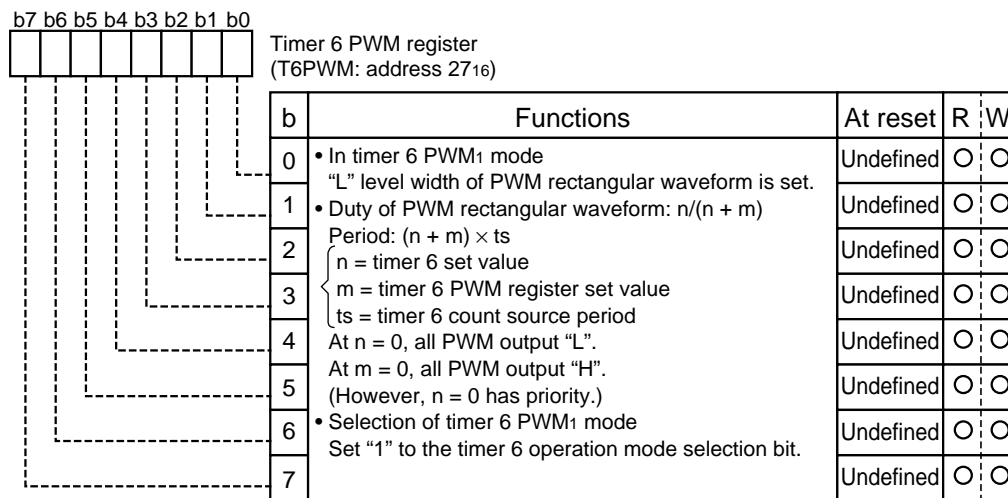 b7 b6 b5 b4 b3 b2 b1 b0
Timer 6 PWM register
(T6PWM: address 2716)
b Functions At reset R W
0 • In timer 6 PWM1 mode Undefined
“L” level width of PWM rectangular waveform is set.
1 • Duty of PWM rectangular waveform: n/(n + m) Undefined
Period: (n + m) × ts
2 n = timer 6 set value Undefined
3 m = timer 6 PWM register set value Undefined
ts = timer 6 count source period
4 At n = 0, all PWM output “L”. Undefined
At m = 0, all PWM output “H”.
5 (However, n = 0 has priority.) Undefined
6 • Selection of timer 6 PWM1 mode Undefined
Set “1” to the timer 6 operation mode selection bit.
7 Undefined